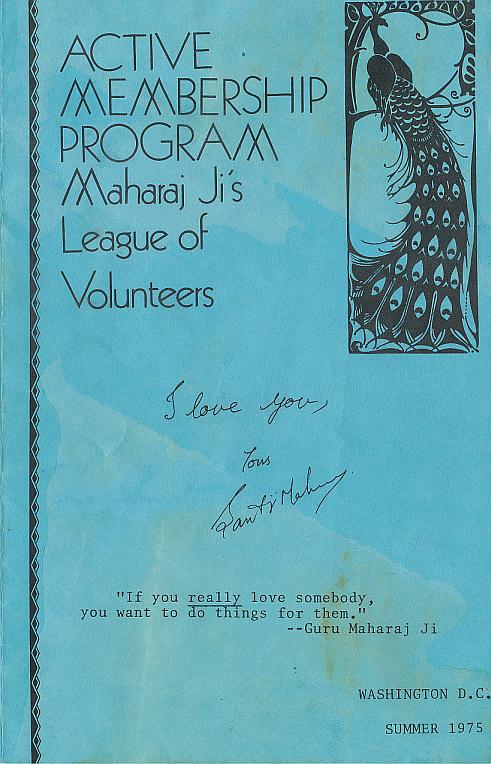 ACTIVE
MEMBERSHIP
PROGRAM
Maharaj Ji's
League of
Volunteers
I love you,
"If you really love somebody,
you want to do things for them."
--Guru Maharaj Ji
WASHINGTON D.C.
SUMMER 1975